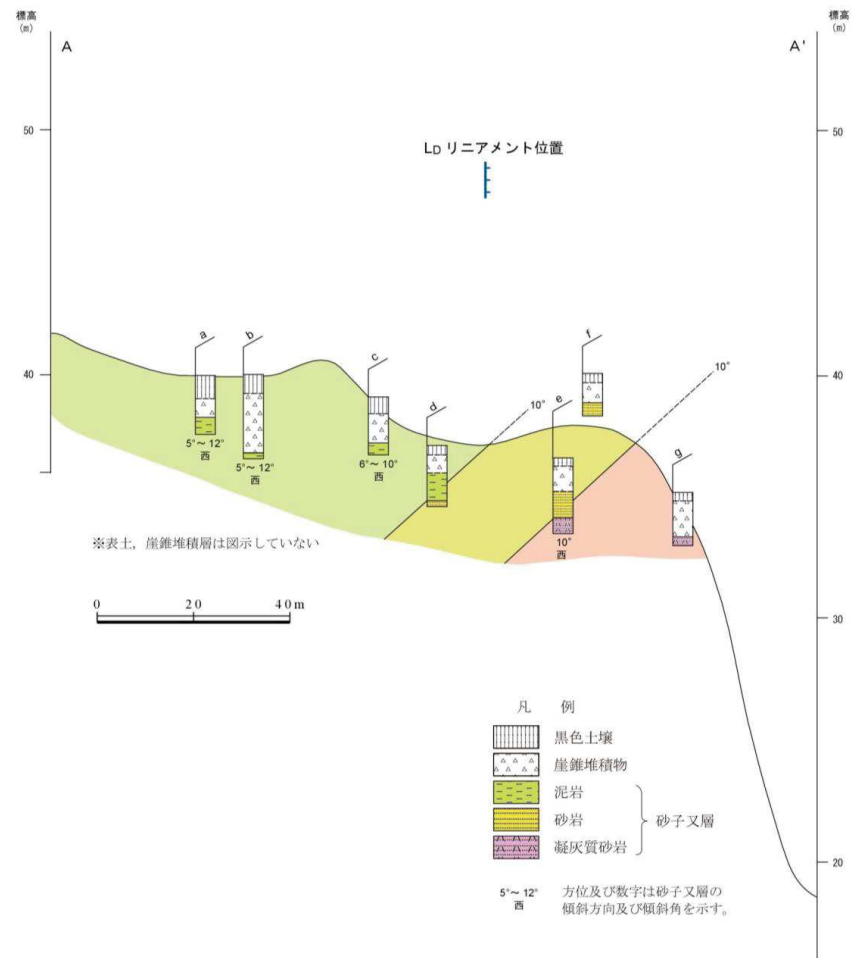 標高
(m)
標高
(m)
A
A'
50
50
LD リニアメント位置
f
a
b
c
40
40
10°
d
10°
e
g
5°～12°
西
5°～12°
西
6°～10°
西
10°
西
※表土，崖錐堆積層は図示していない
0 20 40m
30
30
凡 例
黒色土壌
崖錐堆積物
泥岩
砂岩
砂子又層
凝灰質砂岩
20
5°～12°
西
方位及び数字は砂子又層の
傾斜方向及び傾斜角を示す。